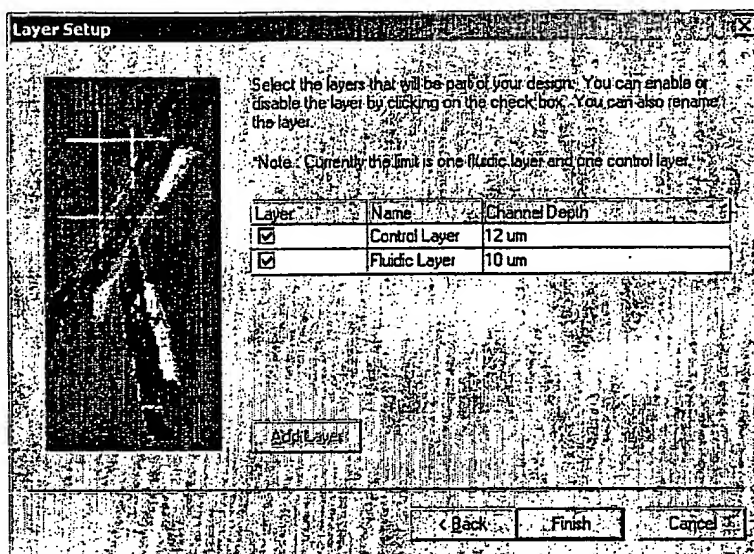 Layer Setup
Select the layers that will be part of your design. You can enable or
disable the layer by clicking on the check box. You can also rename
the layer.
*Note: Currently the limit is one fluidic layer and one control layer.
Layer Name Channel Depth
Control Layer 12 um
Fluidic Layer 10 um
Add Layer
< Back Finish Cancel